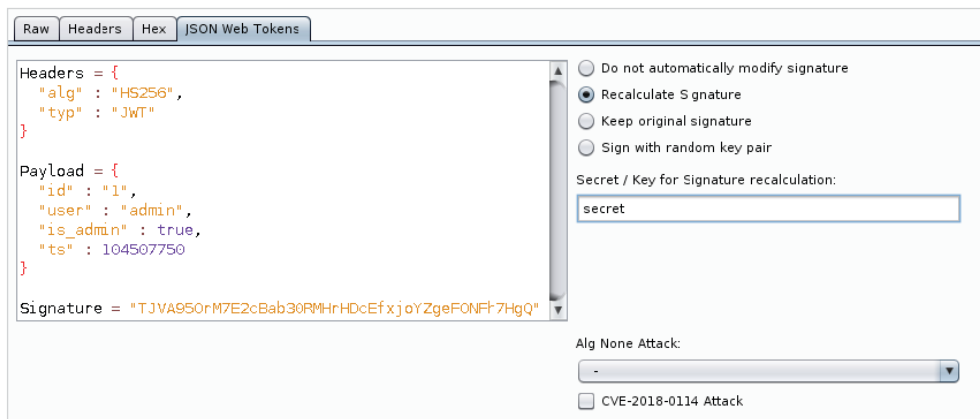 Raw Headers Hex JSON Web Tokens
Headers = {
"alg" : "HS256",
"typ" : "JWT"
}
Payload = {
"id" : "1",
"user" : "admin",
"is_admin" : true,
"ts" : 104507750
}
Signature = "TJVA95OrM7E2cBab30RMHrHDcEfxjoYZgeFONFh7HgQ"
Do not automatically modify signature
Recalculate Signature
Keep original signature
Sign with random key pair
Secret / Key for Signature recalculation:
secret
Alg None Attack:
-
CVE-2018-0114 Attack